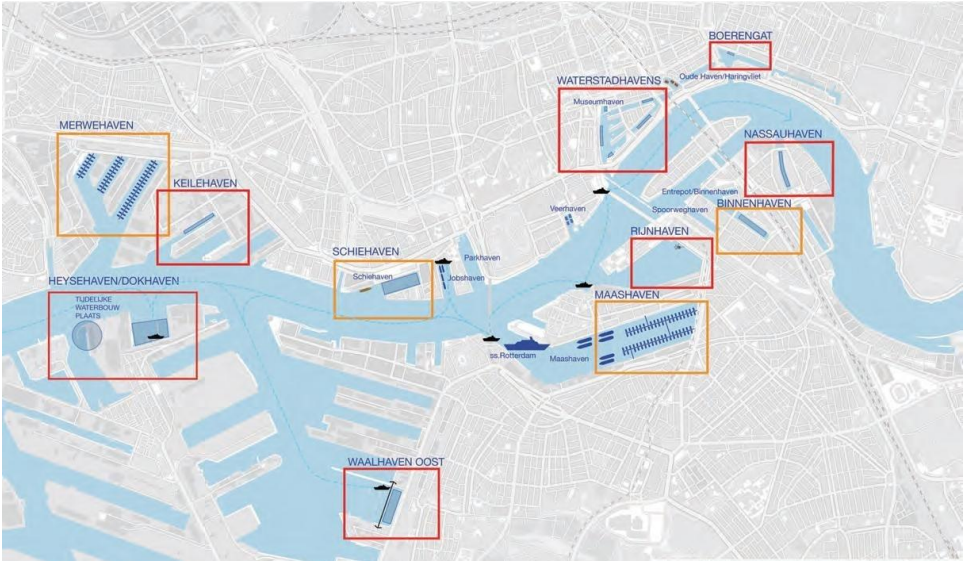 BOERENGAT
Oude Haven/Haringvliet
WATERSTADHAVENS
Museumhaven
MERWEHAVEN
NASSAUHAVEN
KEILEHAVEN
Entrepot/Binnenhaven
BINNENHAVEN
Veerhaven
Spoorweghaven
RIJNHAVEN
SCHIEHAVEN
Parkhaven
Schiehaven
Jobshaven
HEYSEHAVEN/DOKHAVEN
TIJDELIJKE
WATERBOUW
PLAATS
MAASHAVEN
ss.Rotterdam
Maashaven
WAALHAVEN OOST